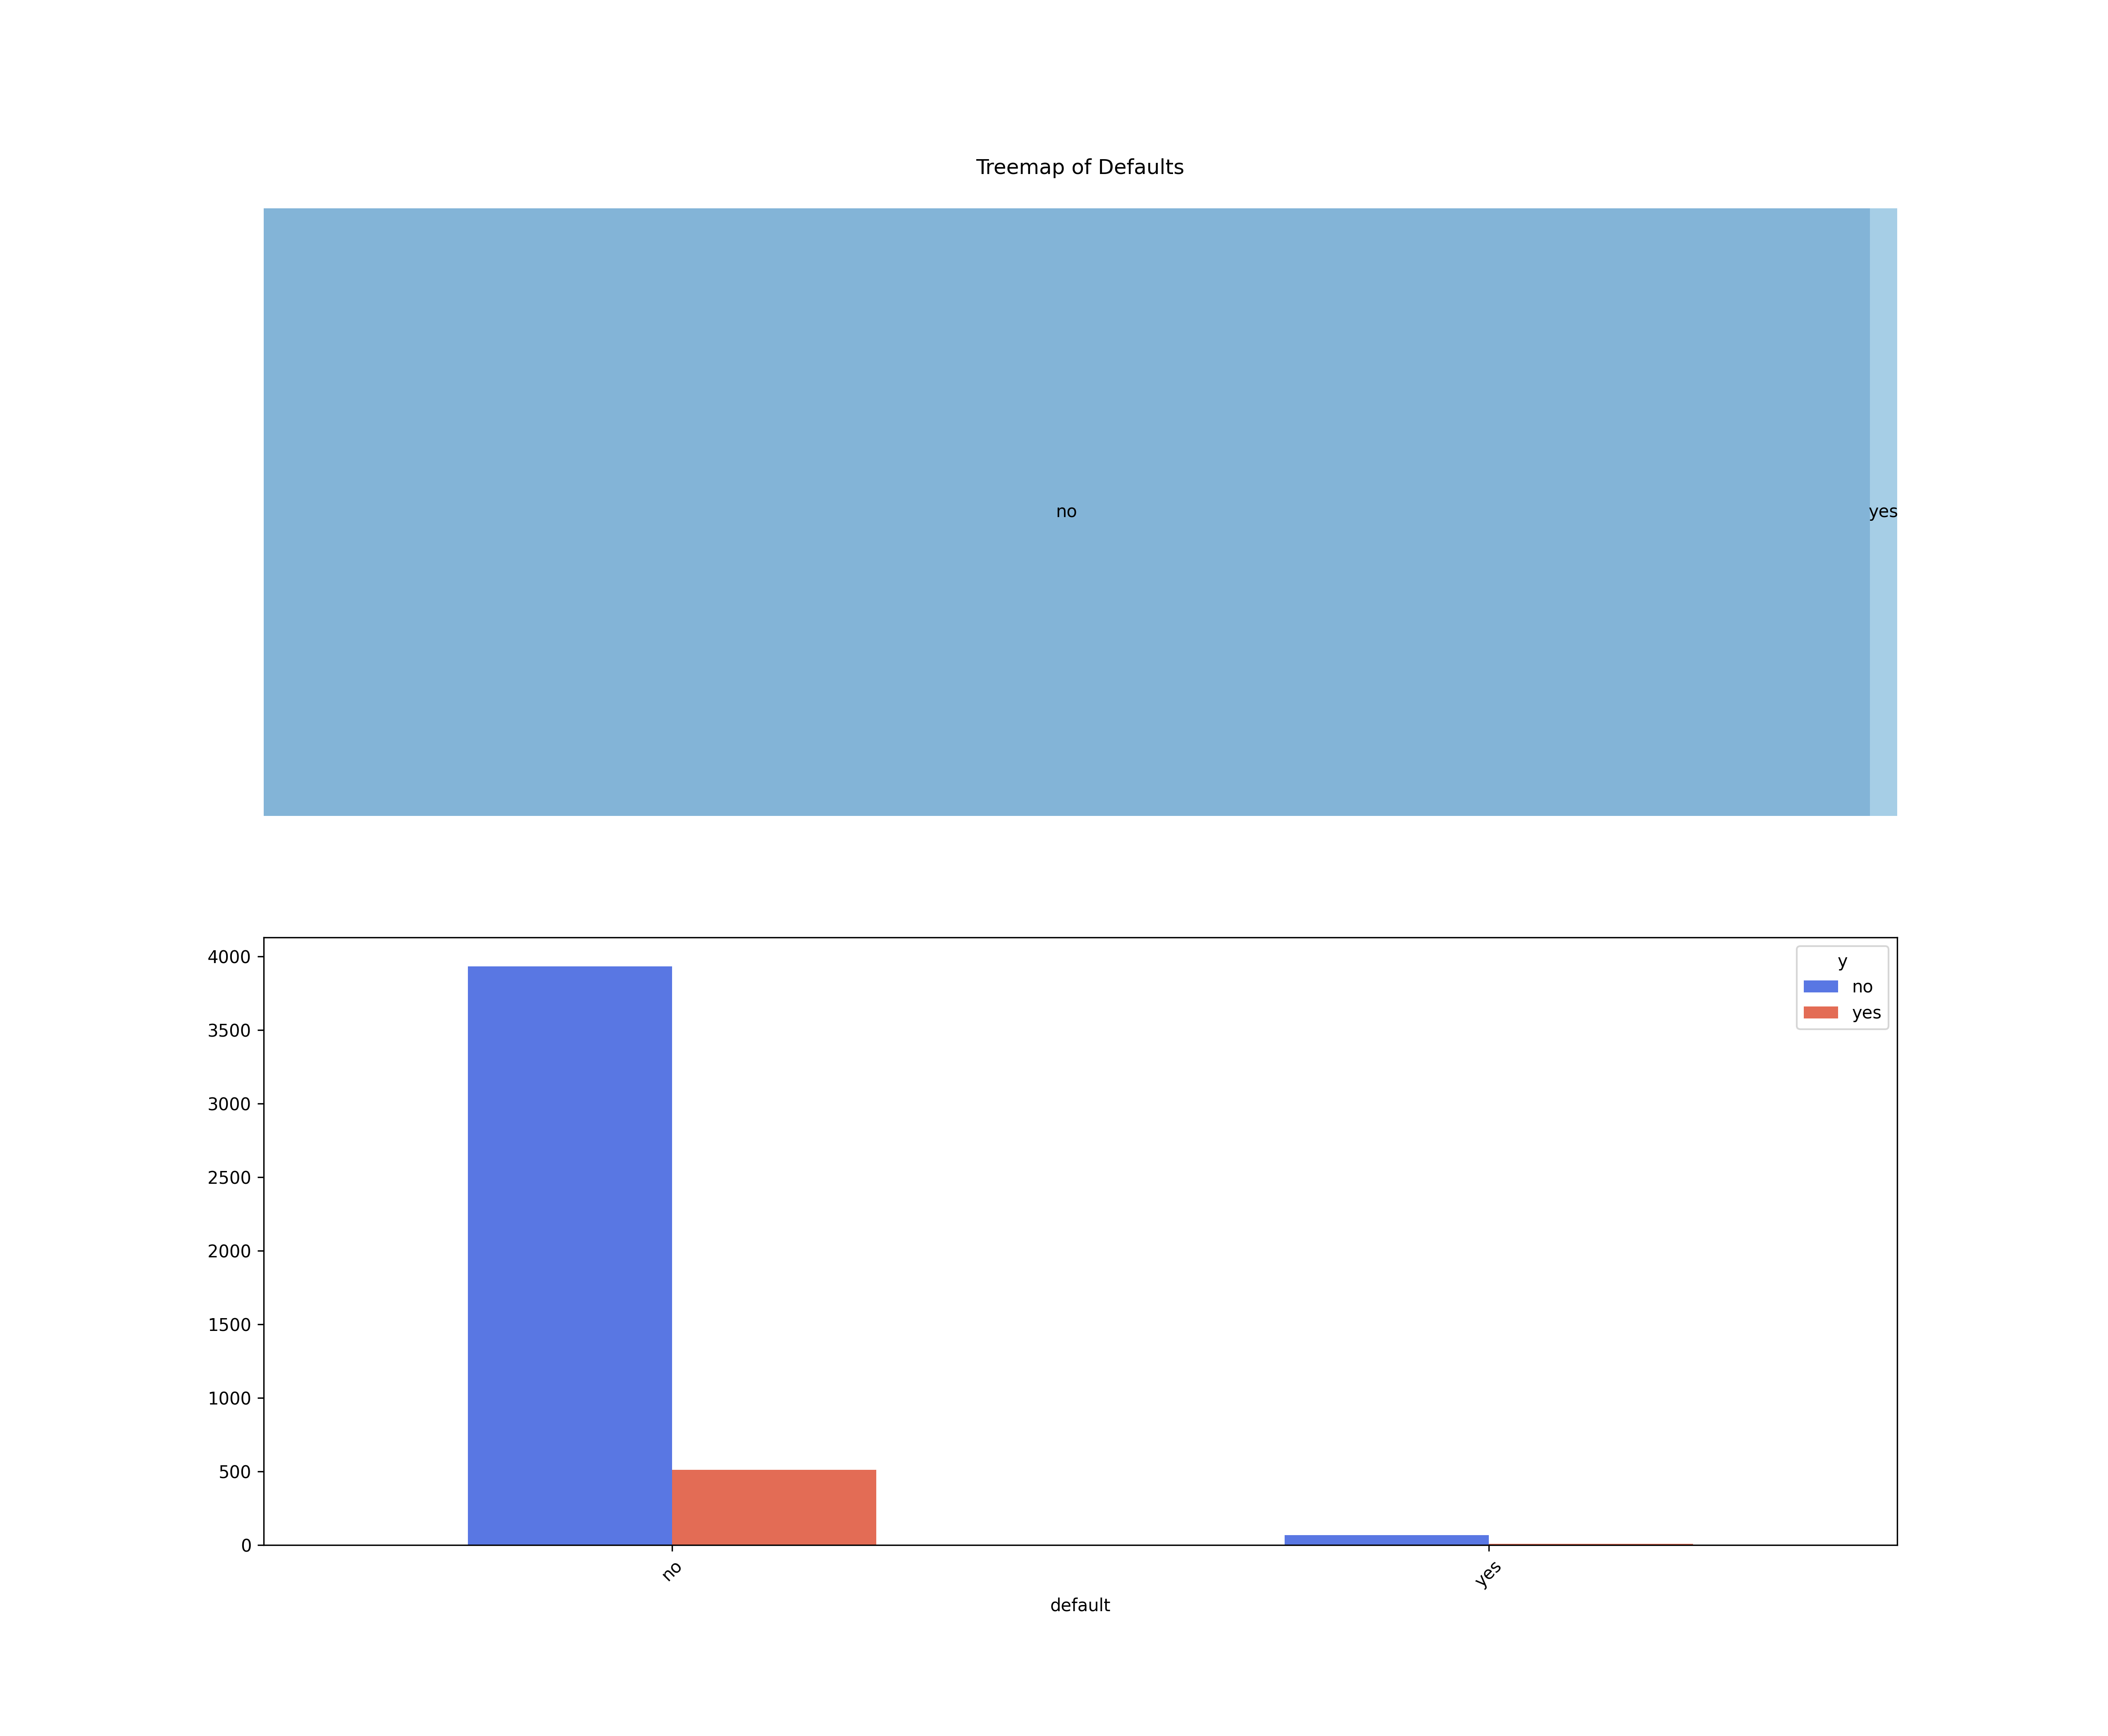 Treemap of Defaults
no
yes
4000
3500
3000
2500
2000
1500
1000
500
0
y
no
yes
no
yes
default